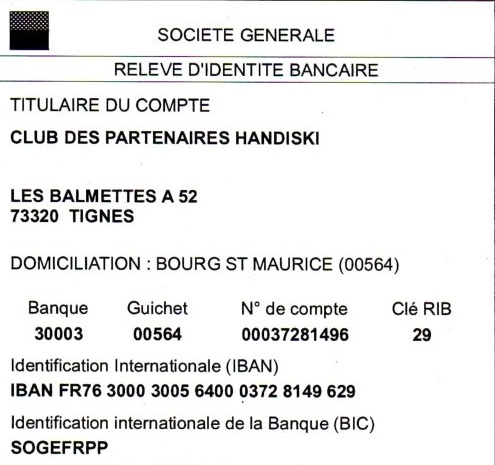 SOCIETE GENERALE
RELEVE D'IDENTITE BANCAIRE
TITULAIRE DU COMPTE
CLUB DES PARTENAIRES HANDISKI
LES BALMETTES A 52
73320 TIGNES
DOMICILIATION : BOURG ST MAURICE (00564)
Banque Guichet N° de compte Clé RIB
30003 00564 00037281496 29
Identification Internationale (IBAN)
IBAN FR76 3000 3005 6400 0372 8149 629
Identification internationale de la Banque (BIC)
SOGEFRPP